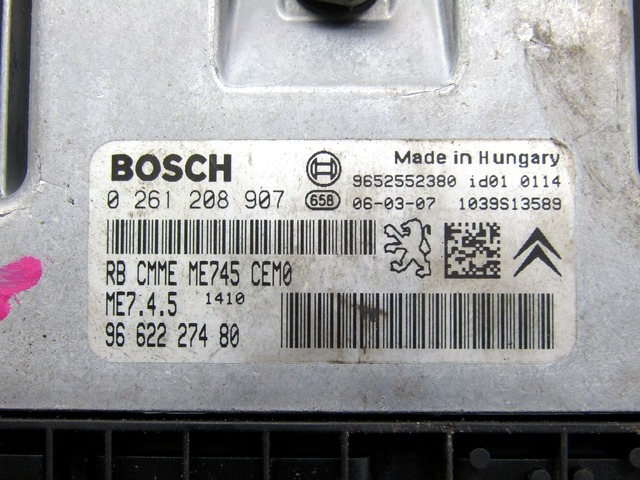 BOSCH
Made in Hungary
9652552380 id01 0114
0 261 208 907 658 06-03-07 1039S13589
RB CMME ME745 CEM0
ME7.4.5 1410
96 622 274 80